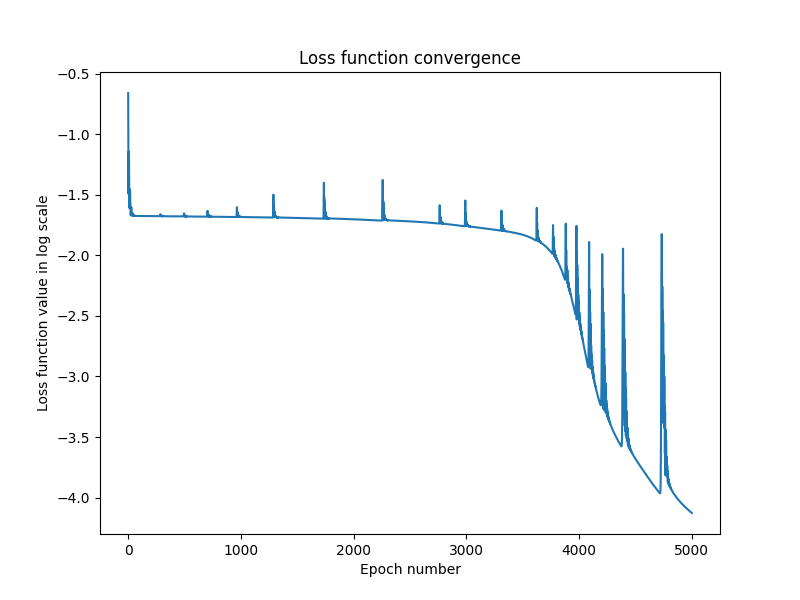 Loss function convergence
Loss function value in log scale
−0.5
−1.0
−1.5
−2.0
−2.5
−3.0
−3.5
−4.0
0 1000 2000 3000 4000 5000
Epoch number